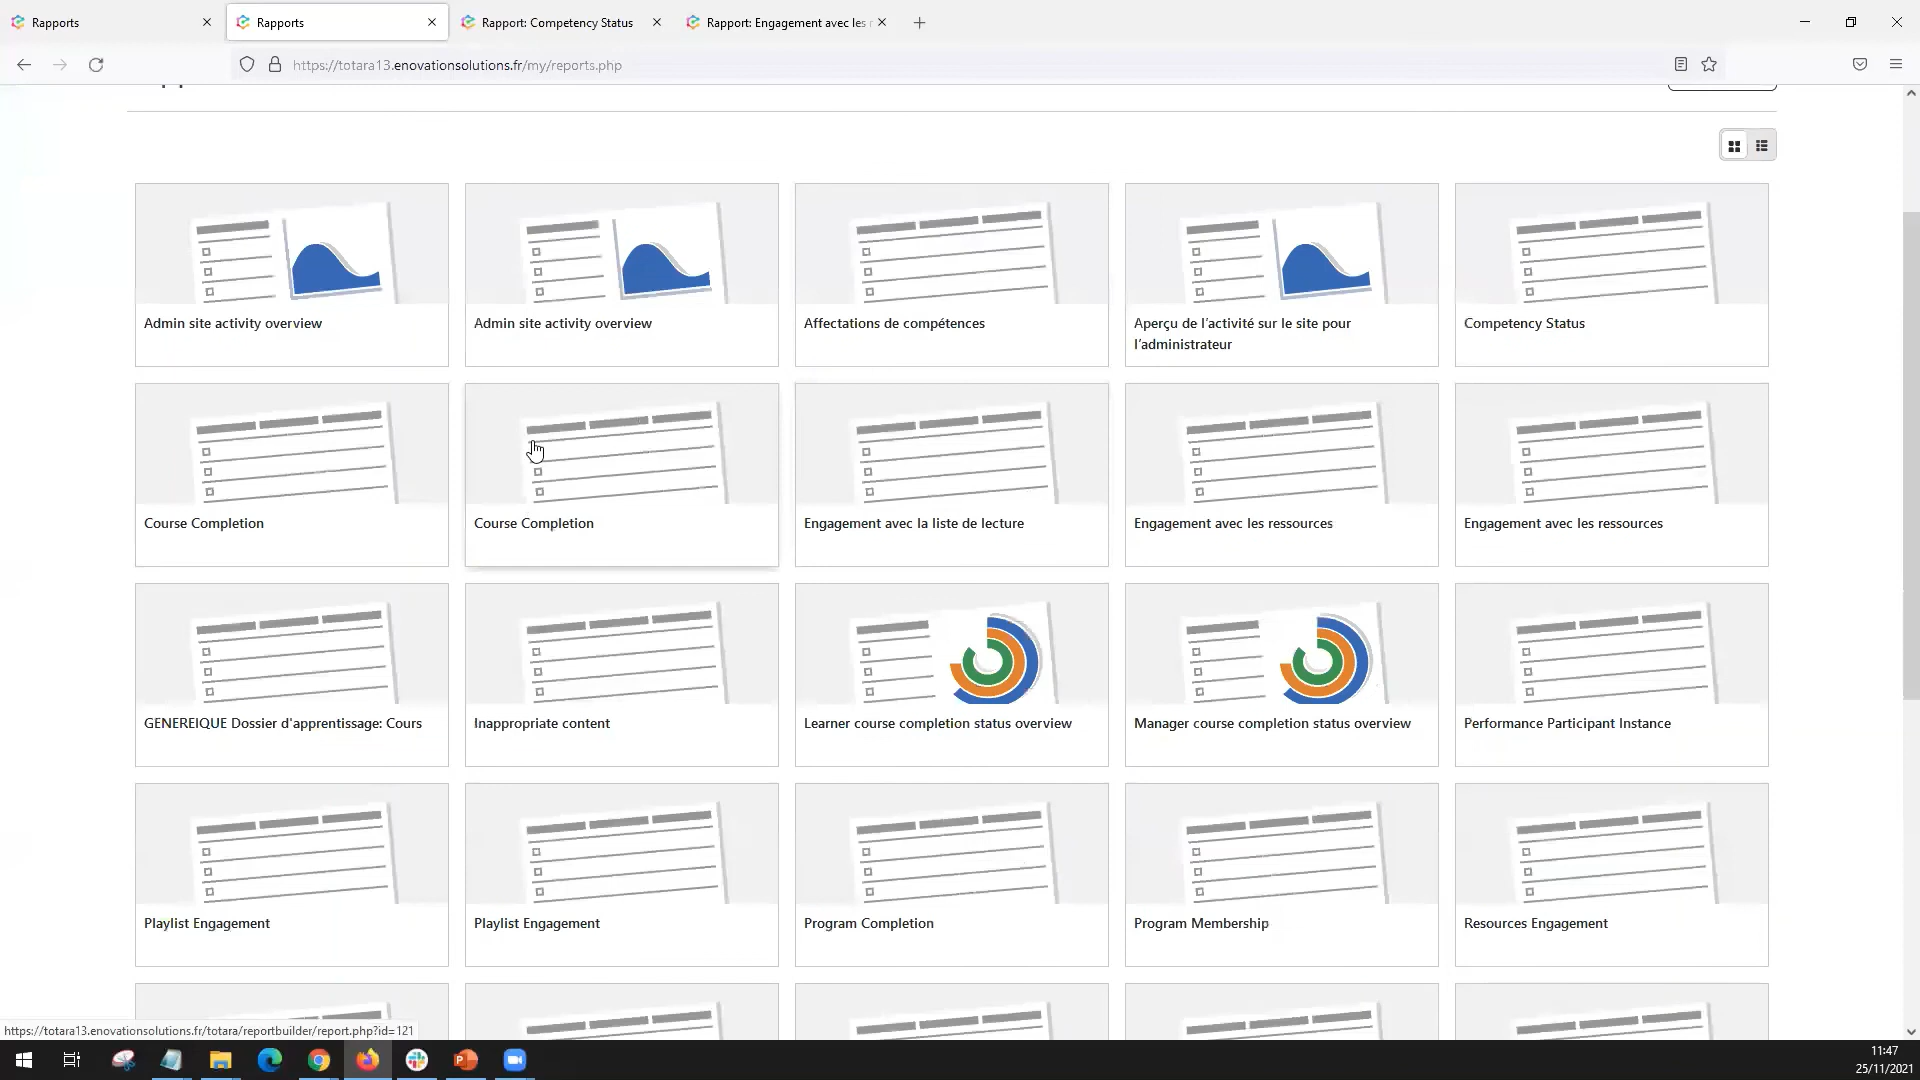 Rapports
Rapports
Rapport: Competency Status
Rapport: Engagement avec les
https://totara13.enovationsolutions.fr/my/reports.php
Admin site activity overview
Admin site activity overview
Affectations de compétences
Aperçu de l’activité sur le site pour
l’administrateur
Competency Status
Course Completion
Course Completion
Engagement avec la liste de lecture
Engagement avec les ressources
Engagement avec les ressources
GENEREIQUE Dossier d'apprentissage: Cours
Inappropriate content
Learner course completion status overview
Manager course completion status overview
Performance Participant Instance
Playlist Engagement
Playlist Engagement
Program Completion
Program Membership
Resources Engagement
https://totara13.enovationsolutions.fr/totara/reportbuilder/report.php?id=121
11:47
25/11/2021